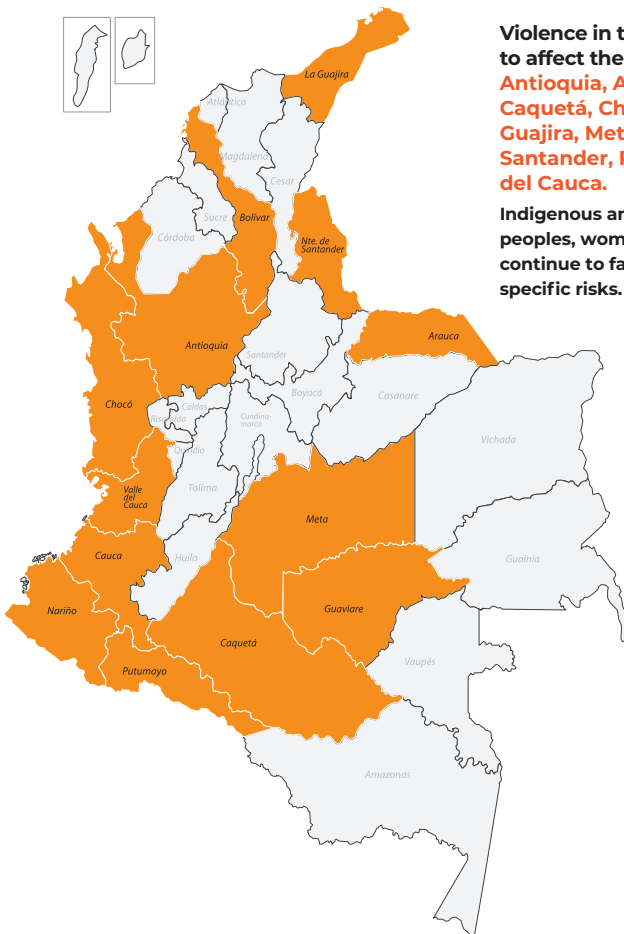 Violence in t
to affect the
Antioquia, A
Caquetá, Ch
Guajira, Met
Santander, P
del Cauca.
Indigenous an
peoples, wom
continue to fa
specific risks.
La Guajira
Atlántico
Magdalena
Cesar
Sucre
Bolívar
Córdoba
Nte. de
Santander
Antioquia
Arauca
Santander
Chocó
Boyacá
Casanare
Caldas
Risaralda
Cundina-
marca
Vichada
Quindío
Valle
del
Cauca
Tolima
Meta
Cauca
Huila
Guainía
Nariño
Guaviare
Caquetá
Putumayo
Vaupés
Amazonas